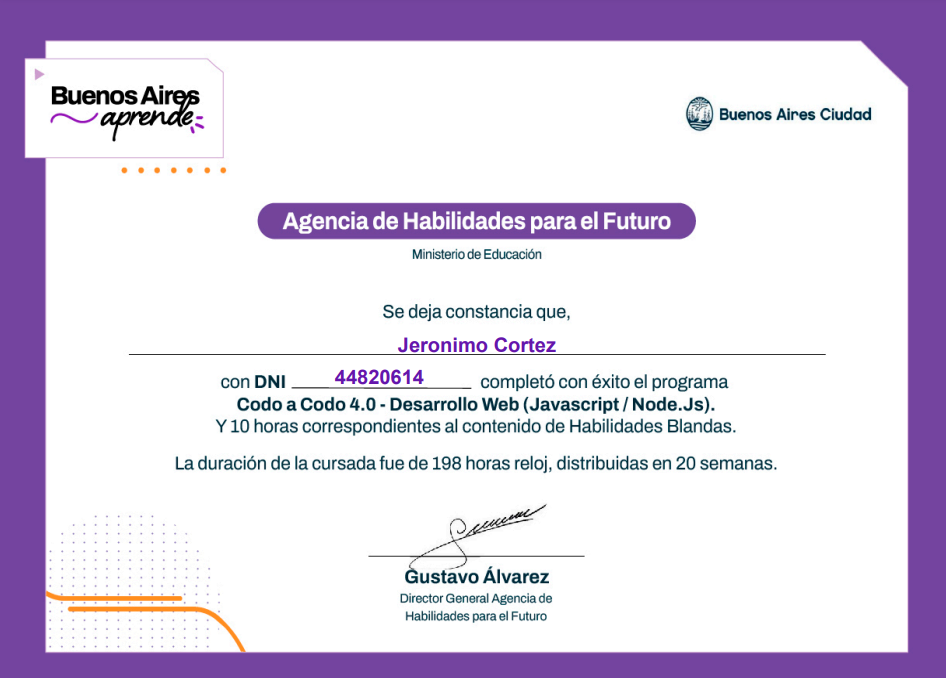 Buenos Aires
aprende
Buenos Aires Ciudad
Agencia de Habilidades para el Futuro
Ministerio de Educación
Se deja constancia que,
Jeronimo Cortez
con DNI 44820614 completó con éxito el programa
Codo a Codo 4.0 - Desarrollo Web (Javascript / Node.Js).
Y 10 horas correspondientes al contenido de Habilidades Blandas.
La duración de la cursada fue de 198 horas reloj, distribuidas en 20 semanas.
Gustavo Álvarez
Director General Agencia de
Habilidades para el Futuro